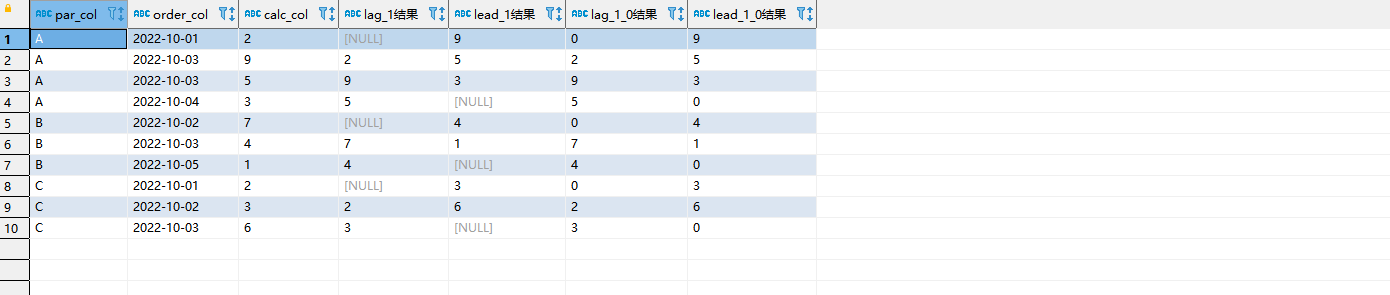 ABC par_col ABC order_col ABC calc_col ABC lag_1结果 ABC lead_1结果 ABC lag_1_0结果 ABC lead_1_0结果
1 A 2022-10-01 2 [NULL] 9 0 9
2 A 2022-10-03 9 2 5 2 5
3 A 2022-10-03 5 9 3 9 3
4 A 2022-10-04 3 5 [NULL] 5 0
5 B 2022-10-02 7 [NULL] 4 0 4
6 B 2022-10-03 4 7 1 7 1
7 B 2022-10-05 1 4 [NULL] 4 0
8 C 2022-10-01 2 [NULL] 3 0 3
9 C 2022-10-02 3 2 6 2 6
10 C 2022-10-03 6 3 [NULL] 3 0